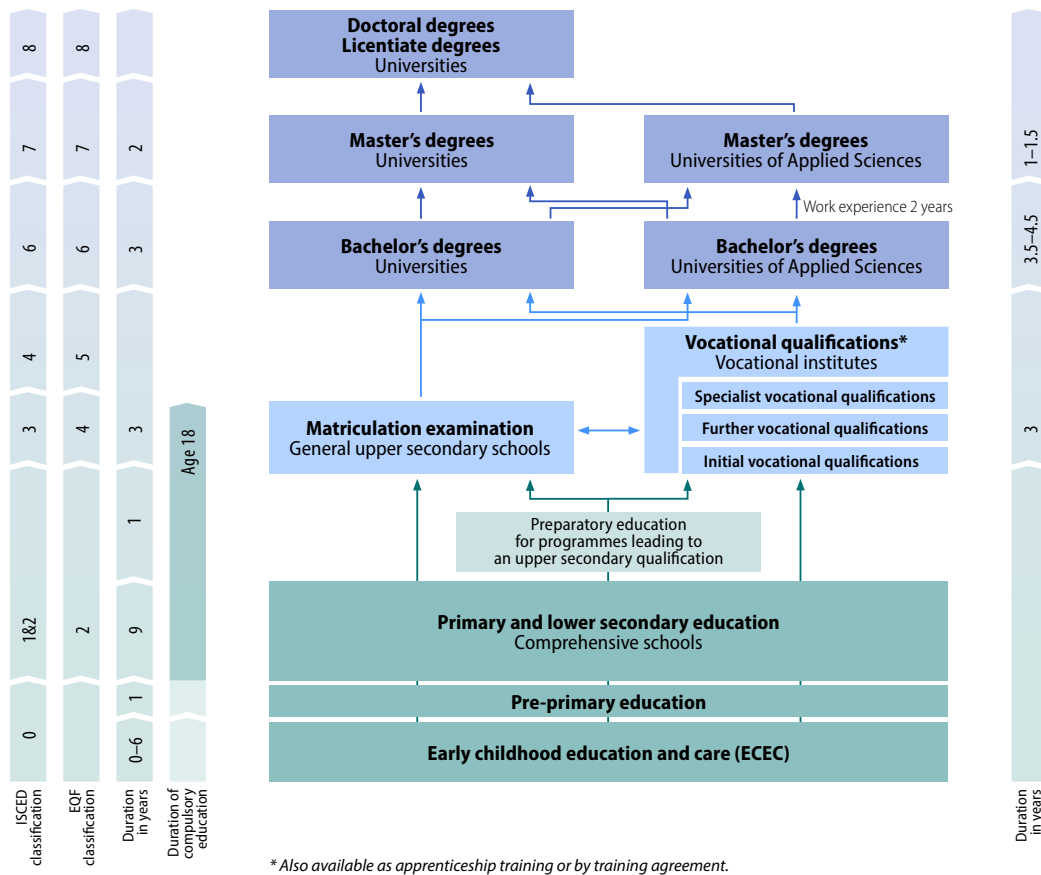 Doctoral degrees
Licentiate degrees
Universities
Master's degrees
Universities
Master's degrees
Universities of Applied Sciences
Work experience 2 years
Bachelor's degrees
Universities
Bachelor's degrees
Universities of Applied Sciences
Vocational qualifications*
Vocational institutes
Specialist vocational qualifications
Further vocational qualifications
Initial vocational qualifications
Matriculation examination
General upper secondary schools
Preparatory education
for programmes leading to
an upper secondary qualification
Primary and lower secondary education
Comprehensive schools
Pre-primary education
Early childhood education and care (ECEC)
8
7
6
4
3
1&2
0
ISCED
classification
8
7
6
5
4
2
EQF
classification
2
3
3
1
9
1
0–6
Duration
in years
Age 18
Duration of
compulsory
education
1–1.5
3.5–4.5
3
Duration
in years
* Also available as apprenticeship training or by training agreement.